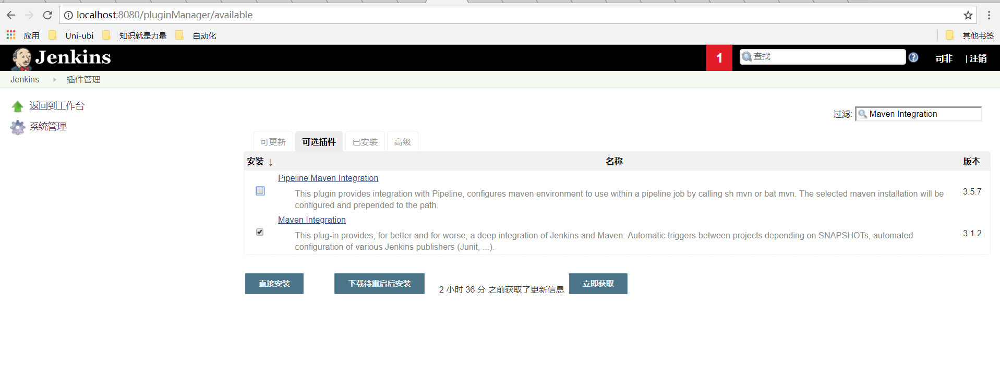 localhost:8080/pluginManager/available
应用 Uni-ubi 知识就是力量 自动化 其他书签
Jenkins 1 查找 司非 | 注销
Jenkins 插件管理
返回到工作台
系统管理
过滤: Maven Integration
可更新 可选插件 已安装 高级
安装 ↓ 名称 版本
Pipeline Maven Integration
This plugin provides integration with Pipeline, configures maven environment to use within a pipeline job by calling sh mvn or bat mvn. The selected maven installation will be
configured and prepended to the path.
3.5.7
Maven Integration
This plug-in provides, for better and for worse, a deep integration of Jenkins and Maven: Automatic triggers between projects depending on SNAPSHOTs, automated
configuration of various Jenkins publishers (Junit, ...).
3.1.2
直接安装 下载待重启后安装 2 小时 36 分 之前获取了更新信息 立即获取